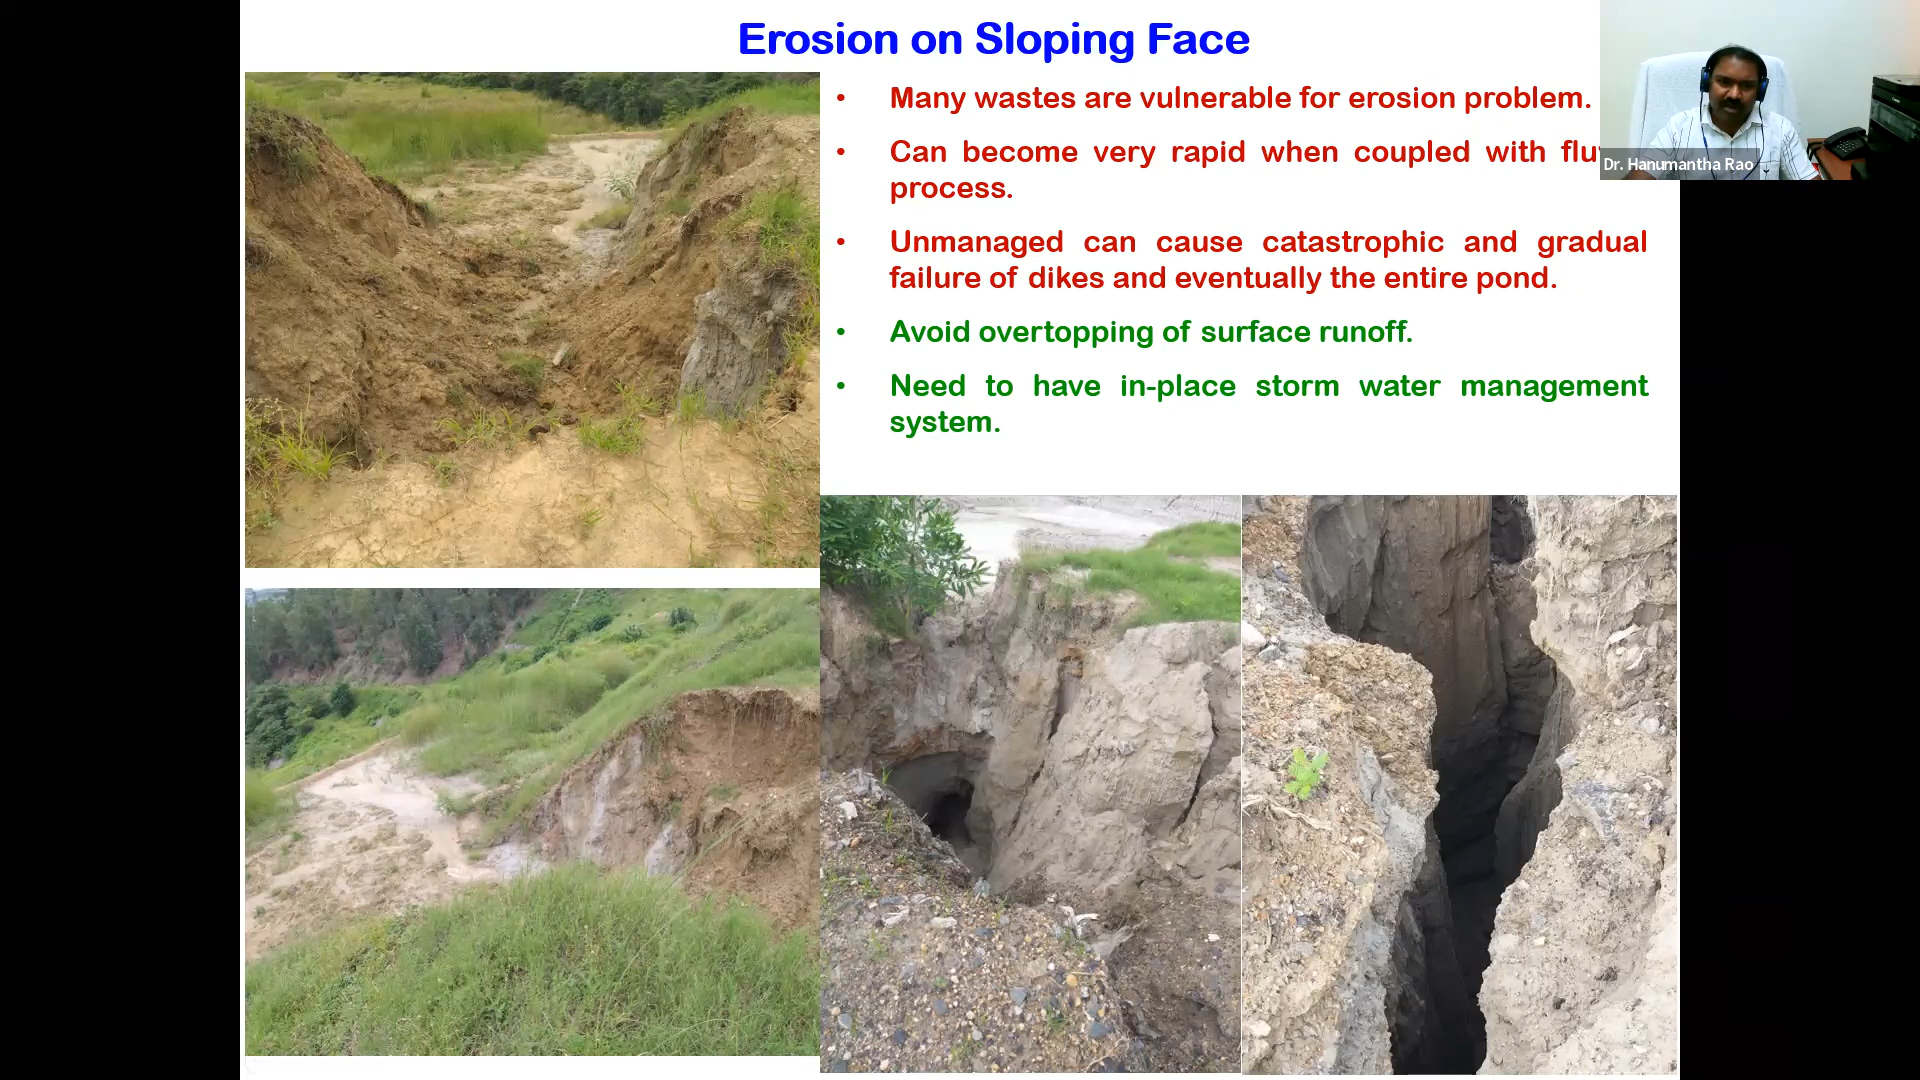 Erosion on Sloping Face
• Many wastes are vulnerable for erosion problem.
• Can become very rapid when coupled with
process.
• Unmanaged can cause catastrophic and gradual
failure of dikes and eventually the entire pond.
• Avoid overtopping of surface runoff.
• Need to have in-place storm water management
system.
Dr. Hanumantha Rao